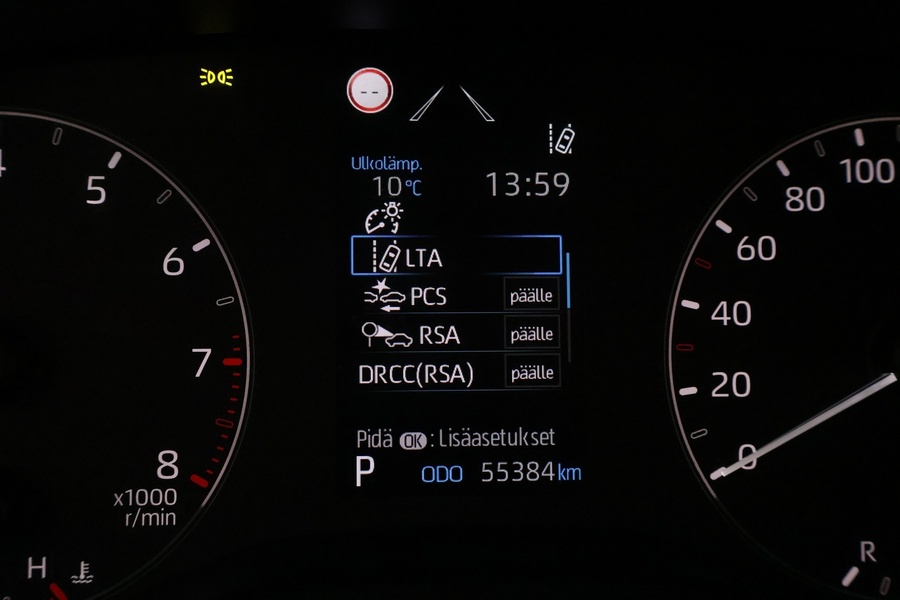 --
Ulkolämp.
10°C
13:59
LTA
PCS päälle
RSA päälle
DRCC(RSA) päälle
Pidä OK : Lisäasetukset
P ODO 55384 km
5
6
7
8
x1000
r/min
H
100
80
60
40
20
0
R